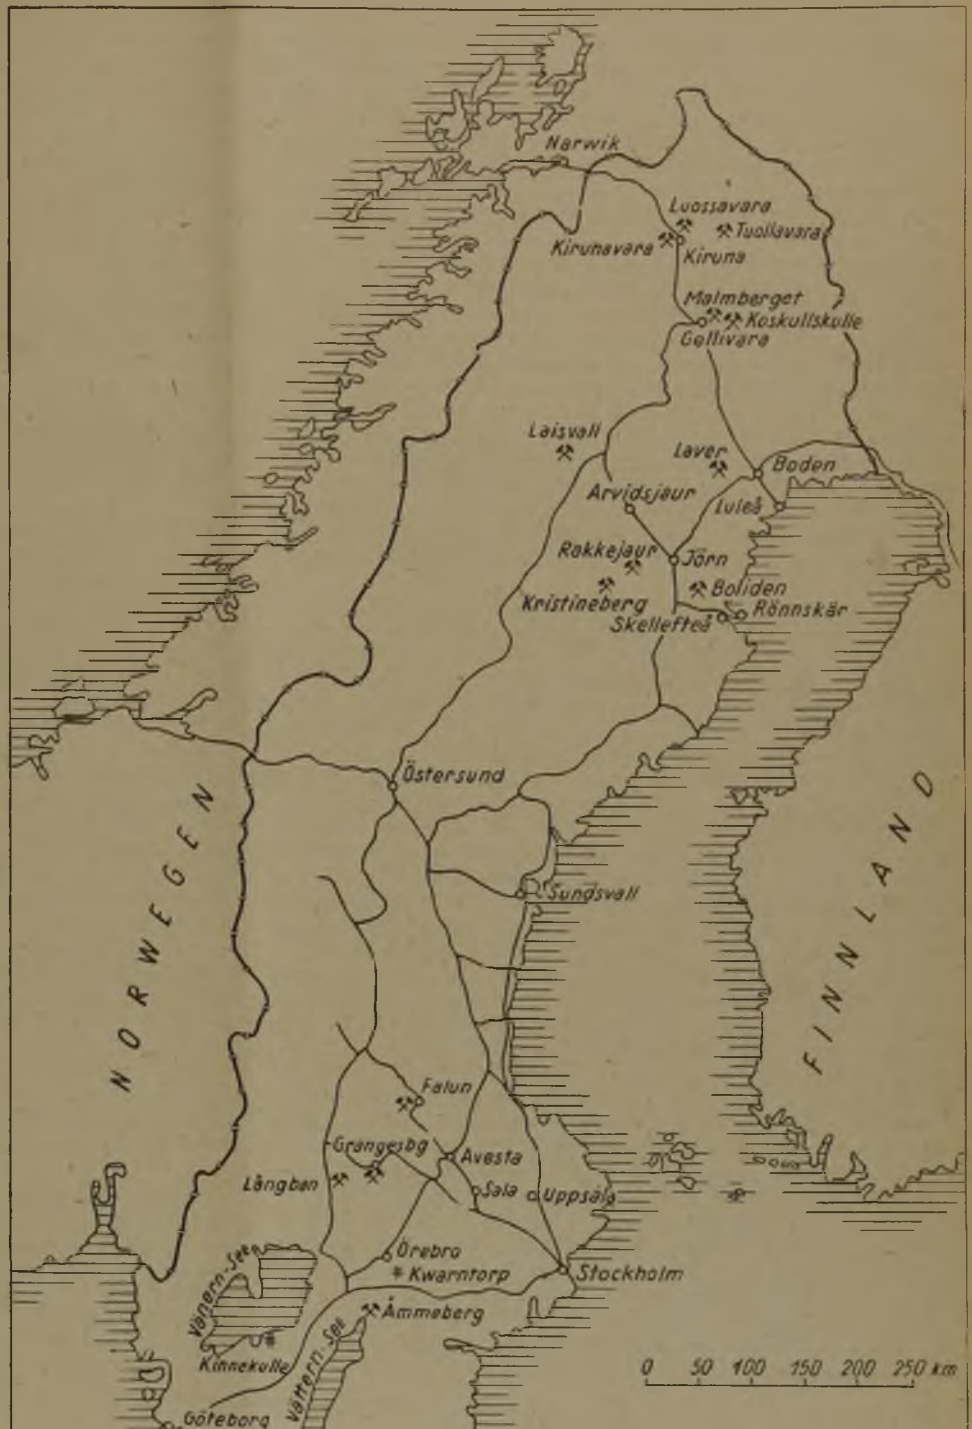 Narwik
Luossavara
Tuollavara
Kirunavara
Kiruna
Malmberget
Koskullskulle
Gellivara
Laisvall
Laver
Boden
Arvidsjaur
Luleå
Rakkejaur
Jörn
Kristineberg
Boliden
Rönnskär
Skellefteå
Östersund
NORWEGEN
FINNLAND
Sundsvall
Falun
Grangesbg
Avesta
Långban
Sala
Uppsala
Örebro
Kwarntorp
Stockholm
Vänern-See
Åmmeberg
Kinnekulle
Vättern-See
0 50 100 150 200 250 km
Göteborg